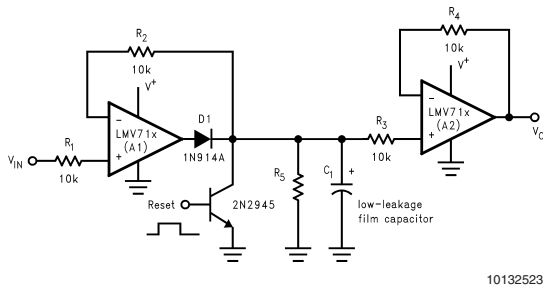 R2
10k
V+
LMV71x
(A1)
D1
1N914A
VIN
R1
10k
Reset
2N2945
R5
C1
+
low-leakage
film capacitor
R3
10k
R4
10k
V+
LMV71x
(A2)
VO
−
+
−
+
10132523